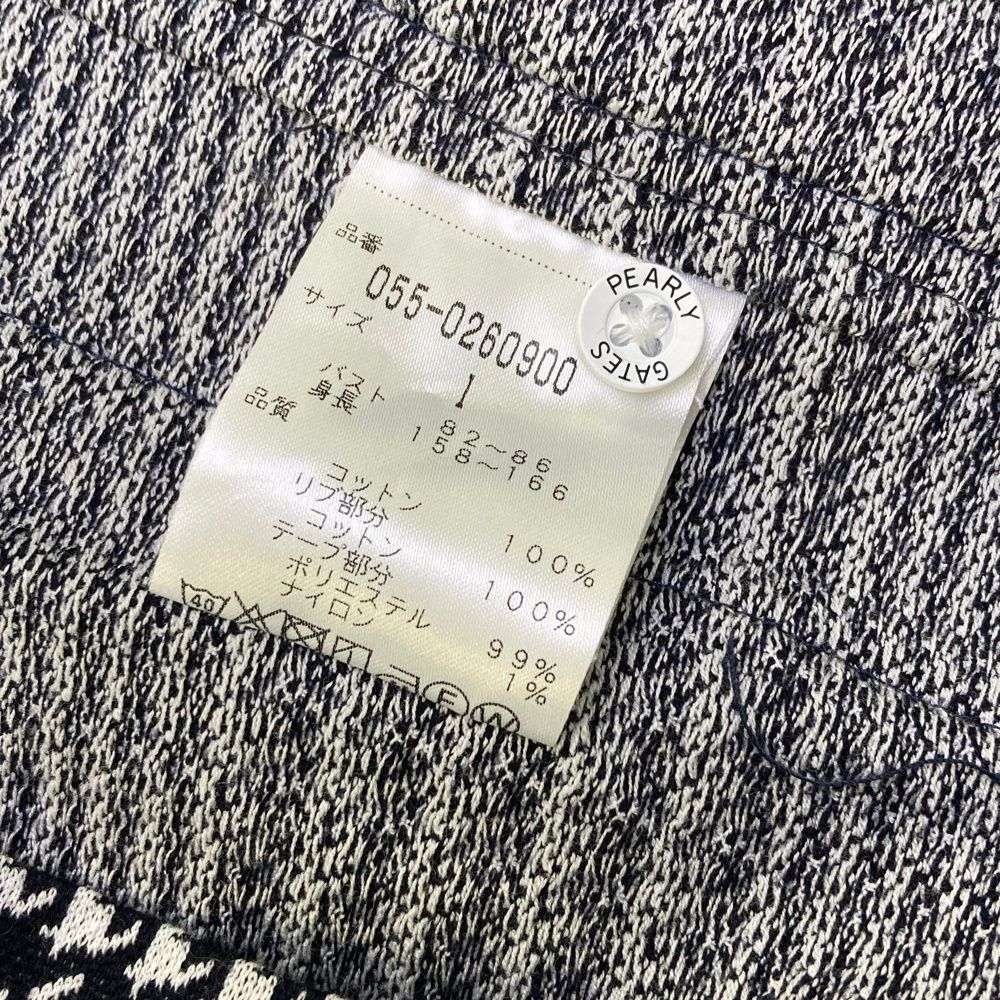 品番
055-0260900
サイズ
1
バスト 82～86
身長 158～166
品質
コットン 100%
リブ部分
コットン 100%
テープ部分
ポリエステル 99%
ナイロン 1%
40 F W
PEARLY
GATES